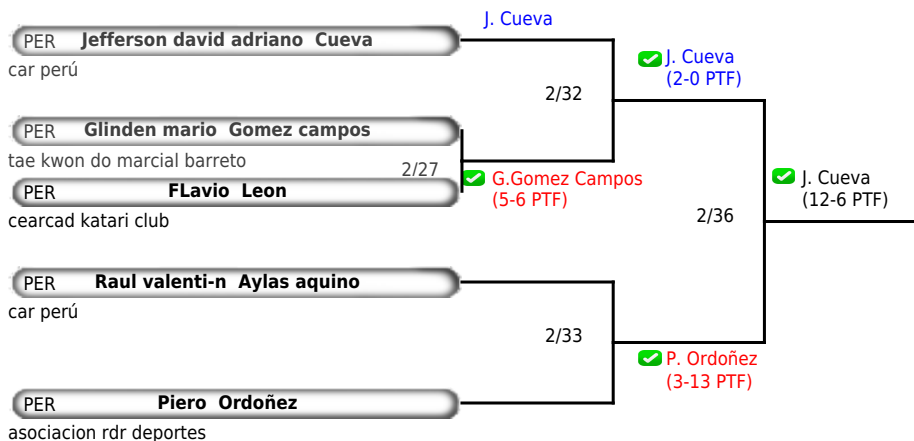 J. Cueva
PER Jefferson david adriano Cueva
car perú
J. Cueva
(2-0 PTF)
2/32
PER Glinden mario Gomez campos
tae kwon do marcial barreto
2/27
G.Gomez Campos
(5-6 PTF)
PER FLavio Leon
cearcad katari club
J. Cueva
(12-6 PTF)
2/36
PER Raul valenti-n Aylas aquino
car perú
2/33
P. Ordoñez
(3-13 PTF)
PER Piero Ordoñez
asociacion rdr deportes